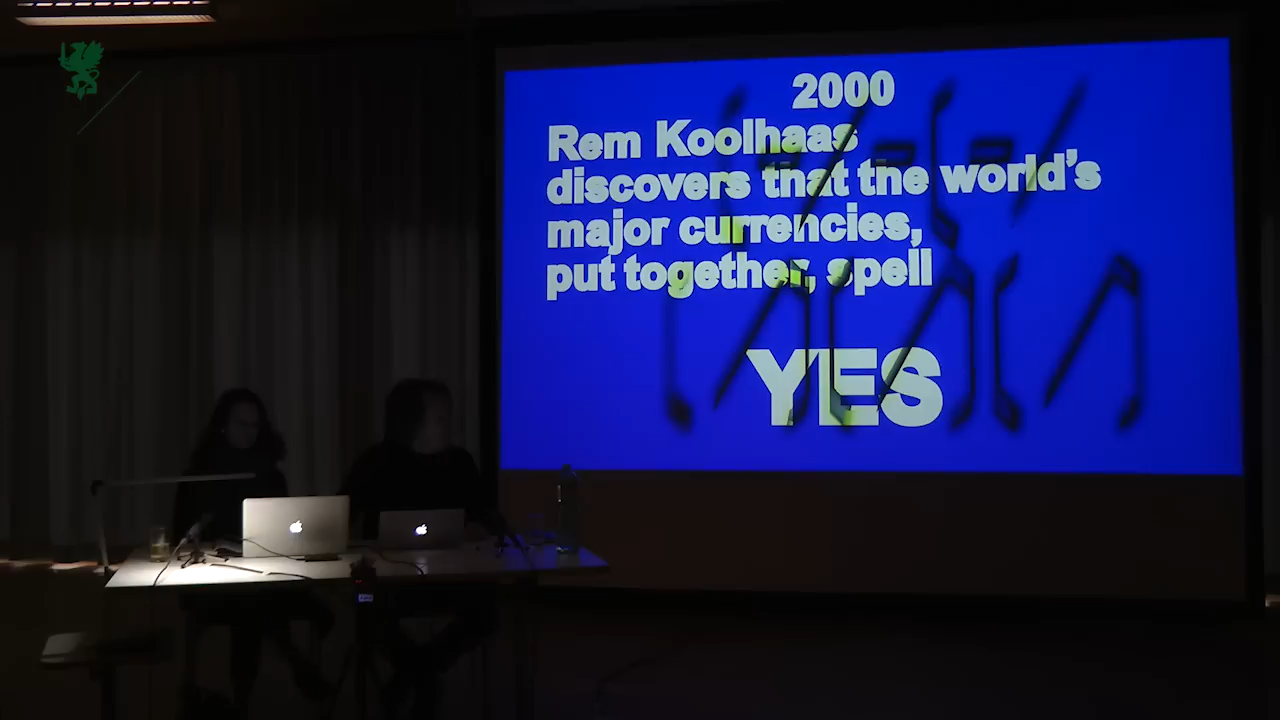 2000
Rem Koolhaas
discovers that the world's
major currencies,
put together, spell
YES